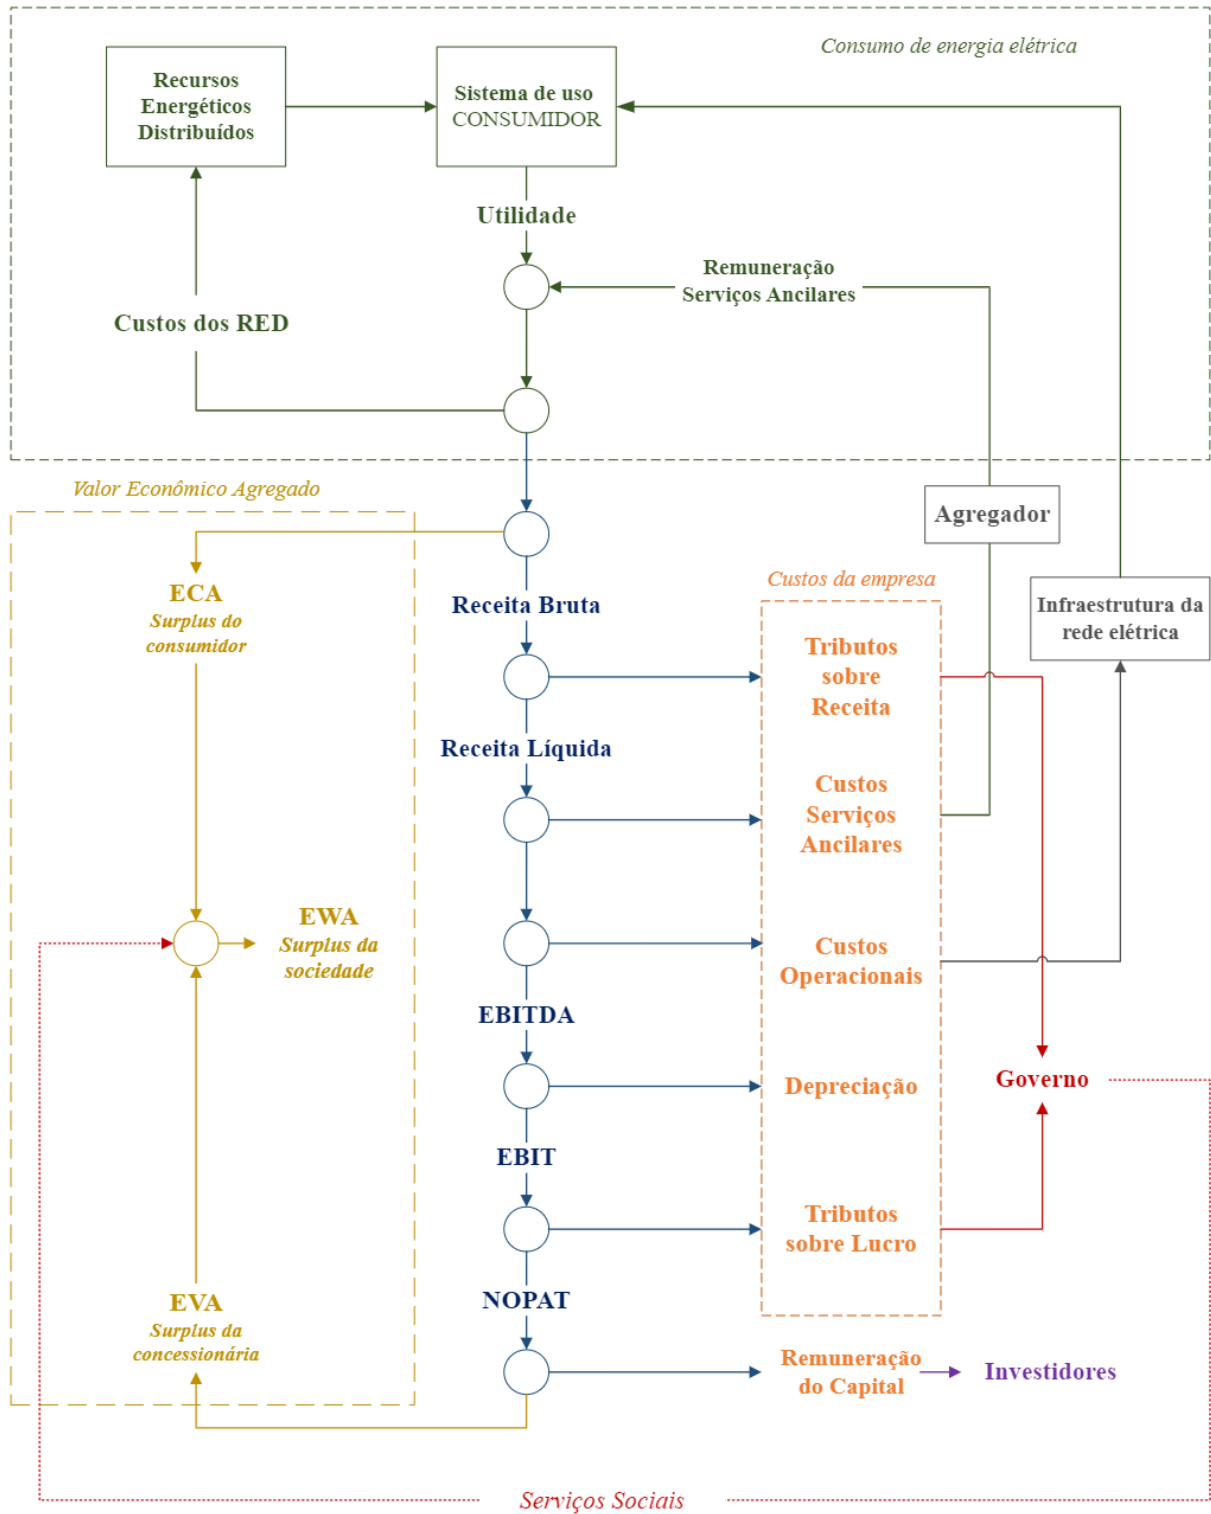 Consumo de energia elétrica
Recursos
Energéticos
Distribuídos
Sistema de uso
CONSUMIDOR
Utilidade
Remuneração
Serviços Ancilares
Custos dos RED
Valor Econômico Agregado
Agregador
Custos da empresa
Infraestrutura da
rede elétrica
ECA
Surplus do
consumidor
Receita Bruta
Tributos
sobre
Receita
Receita Líquida
Custos
Serviços
Ancilares
EWA
Surplus da
sociedade
Custos
Operacionais
EBITDA
Depreciação
Governo
EBIT
Tributos
sobre Lucro
EVA
Surplus da
concessionária
NOPAT
Remuneração
do Capital
Investidores
Serviços Sociais